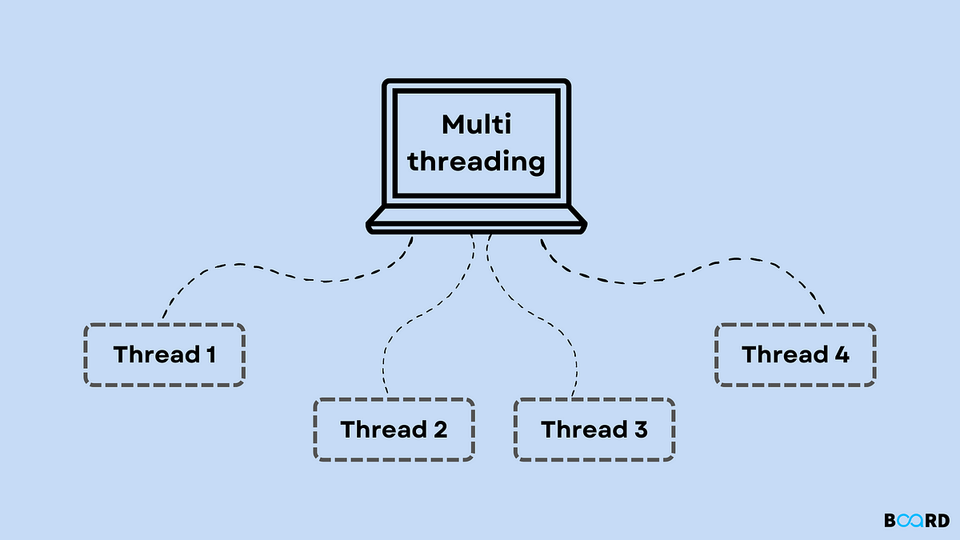 Multi
threading
Thread 1
Thread 4
Thread 2
Thread 3
BOARD